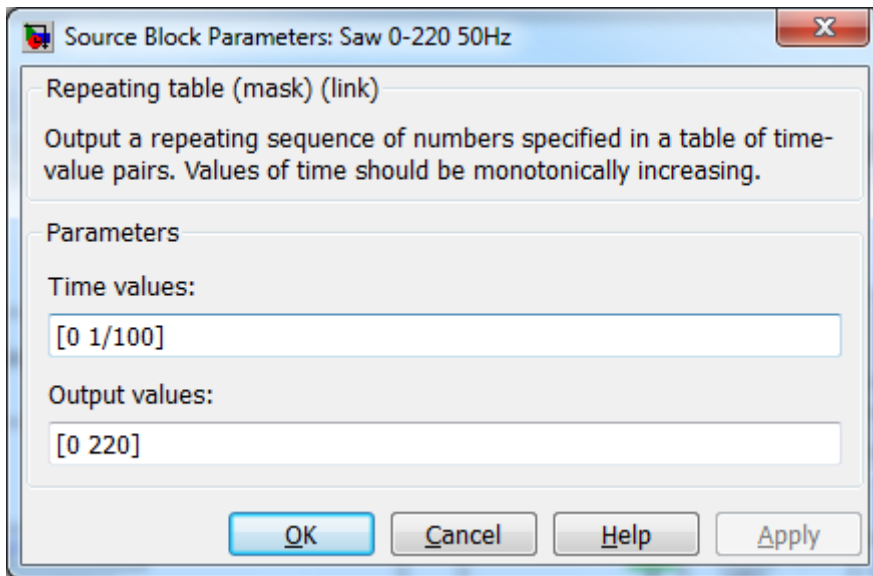 Source Block Parameters: Saw 0-220 50Hz
Repeating table (mask) (link)
Output a repeating sequence of numbers specified in a table of time-
value pairs. Values of time should be monotonically increasing.
Parameters
Time values:
[0 1/100]
Output values:
[0 220]
OK Cancel Help Apply